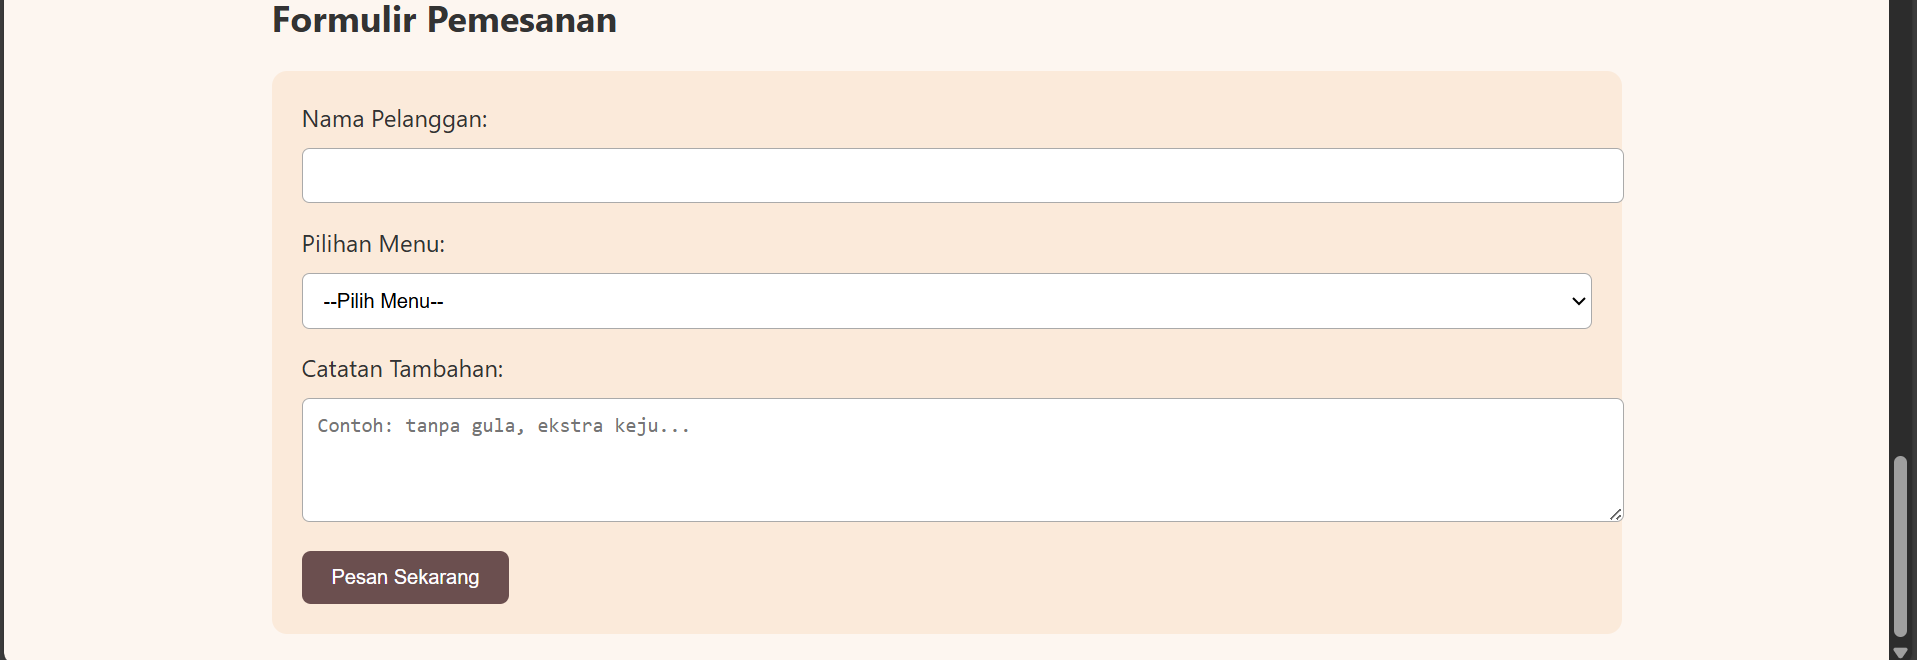 Formulir Pemesanan
Nama Pelanggan:
Pilihan Menu:
--Pilih Menu--
Catatan Tambahan:
Contoh: tanpa gula, ekstra keju...
Pesan Sekarang